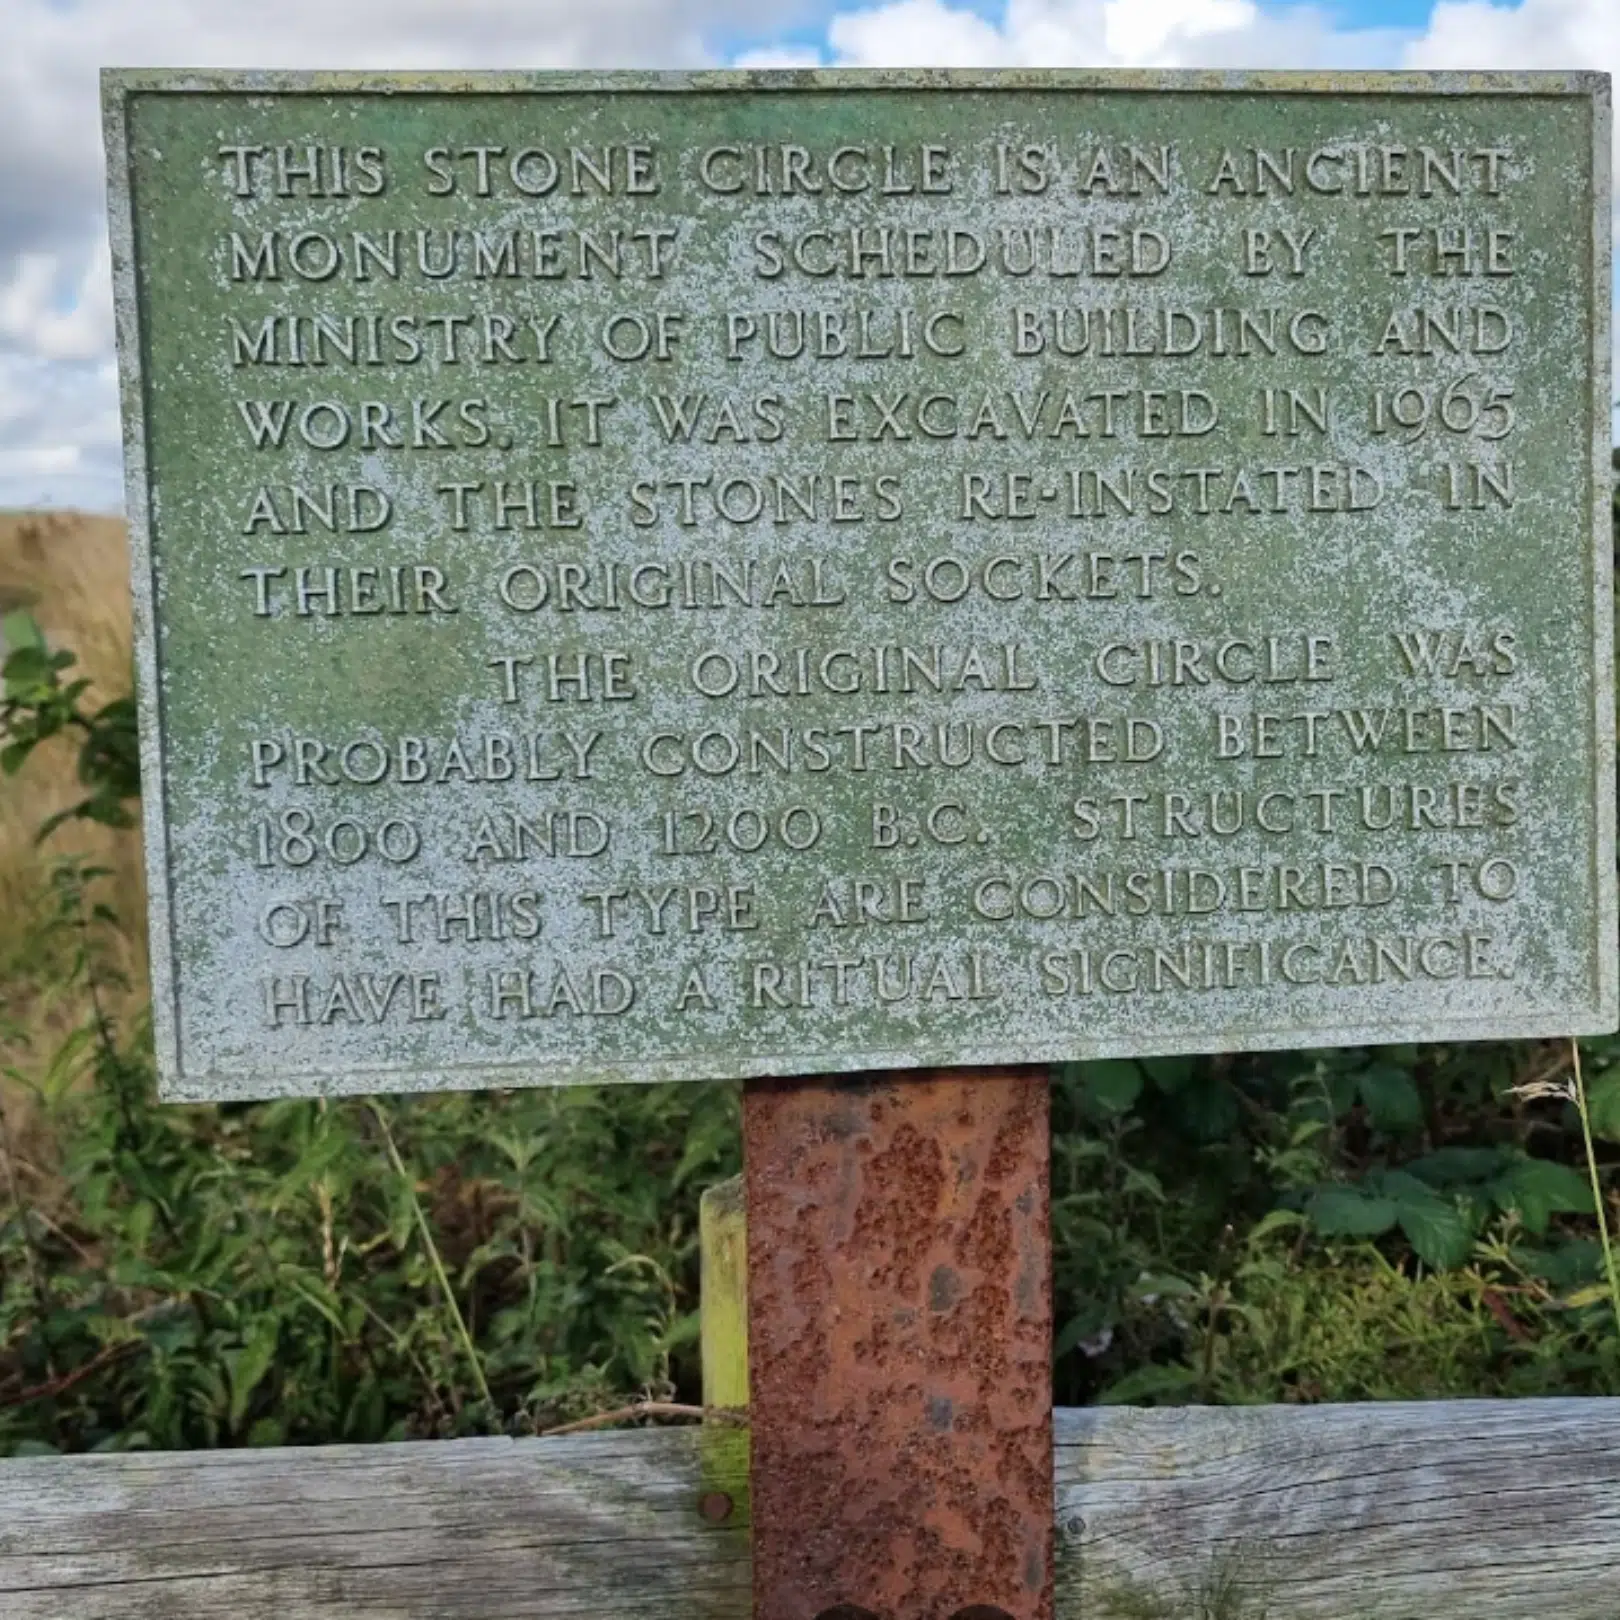 THIS STONE CIRCLE IS AN ANCIENT
MONUMENT SCHEDULED BY THE
MINISTRY OF PUBLIC BUILDING AND
WORKS. IT WAS EXCAVATED IN 1965
AND THE STONES RE-INSTATED IN
THEIR ORIGINAL SOCKETS.
THE ORIGINAL CIRCLE WAS
PROBABLY CONSTRUCTED BETWEEN
1800 AND 1200 B.C. STRUCTURES
OF THIS TYPE ARE CONSIDERED TO
HAVE HAD A RITUAL SIGNIFICANCE.